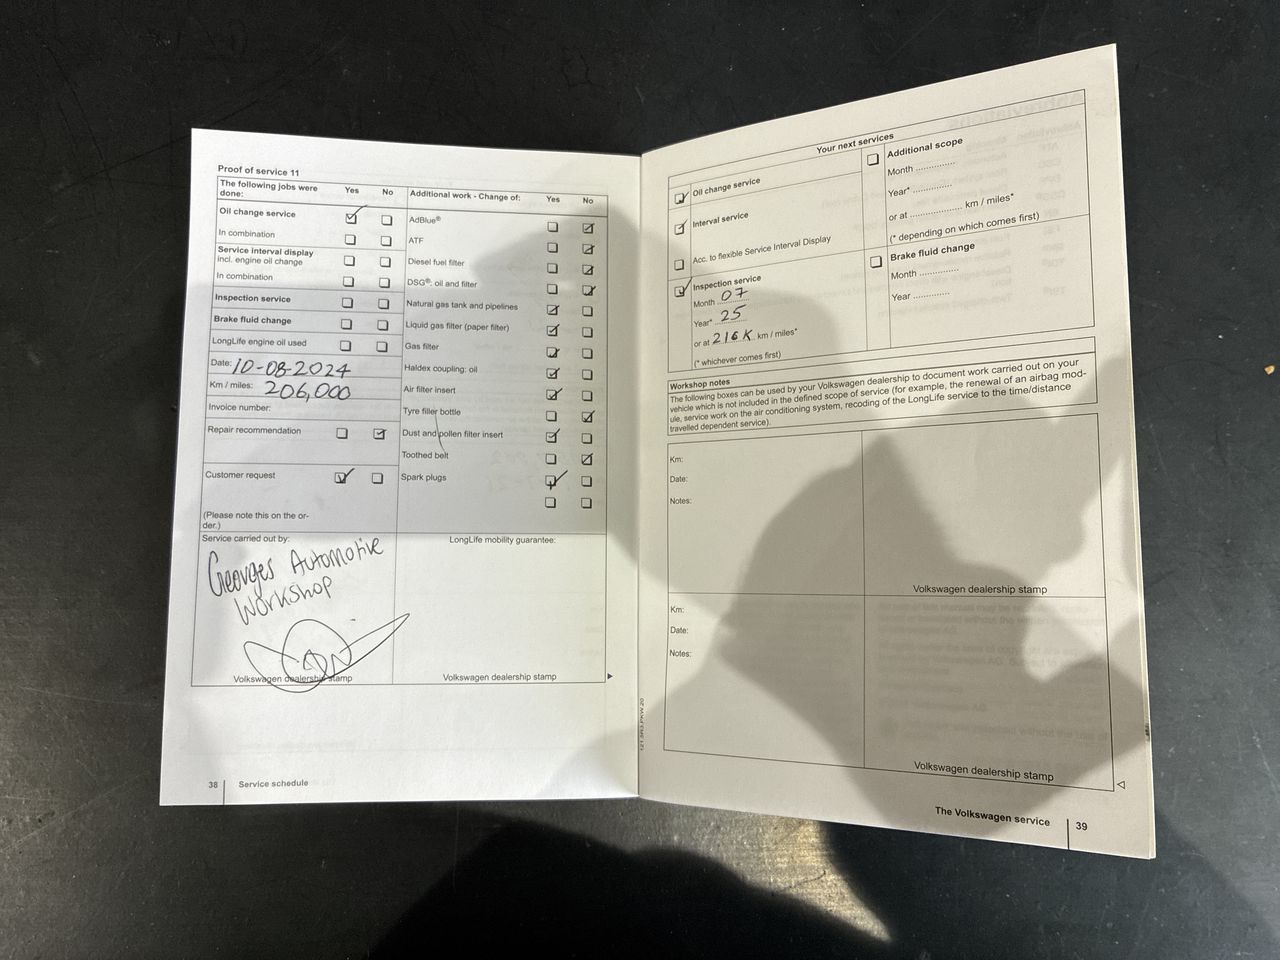 Proof of service 11
The following jobs were done: Yes No
Oil change service
In combination
Service interval display
incl. engine oil change
In combination
Inspection service
Brake fluid change
LongLife engine oil used
Date: 10-08-2024
Km / miles: 206,000
Invoice number:
Repair recommendation
Customer request
(Please note this on the or-
der.)
Service carried out by:
Georges Automotive
Workshop
Volkswagen dealership stamp
Additional work - Change of: Yes No
AdBlue®
ATF
Diesel fuel filter
DSG®: oil and filter
Natural gas tank and pipelines
Liquid gas filter (paper filter)
Gas filter
Haldex coupling: oil
Air filter insert
Tyre filler bottle
Dust and pollen filter insert
Toothed belt
Spark plugs
LongLife mobility guarantee:
Volkswagen dealership stamp
38 Service schedule
Your next services
Oil change service
Interval service
Acc. to flexible Service Interval Display
Inspection service
Month 07
Year* 25
or at 216K km / miles*
(* whichever comes first)
Additional scope
Month ..............
Year* ..............
or at .................. km / miles*
(* depending on which comes first)
Brake fluid change
Month ..............
Year .............
Workshop notes
The following boxes can be used by your Volkswagen dealership to document work carried out on your
vehicle which is not included in the defined scope of service (for example, the renewal of an airbag mod-
ule, service work on the air conditioning system, recoding of the LongLife service to the time/distance
travelled dependent service).
Km:
Date:
Notes:
Volkswagen dealership stamp
Km:
Date:
Notes:
Volkswagen dealership stamp
The Volkswagen service 39